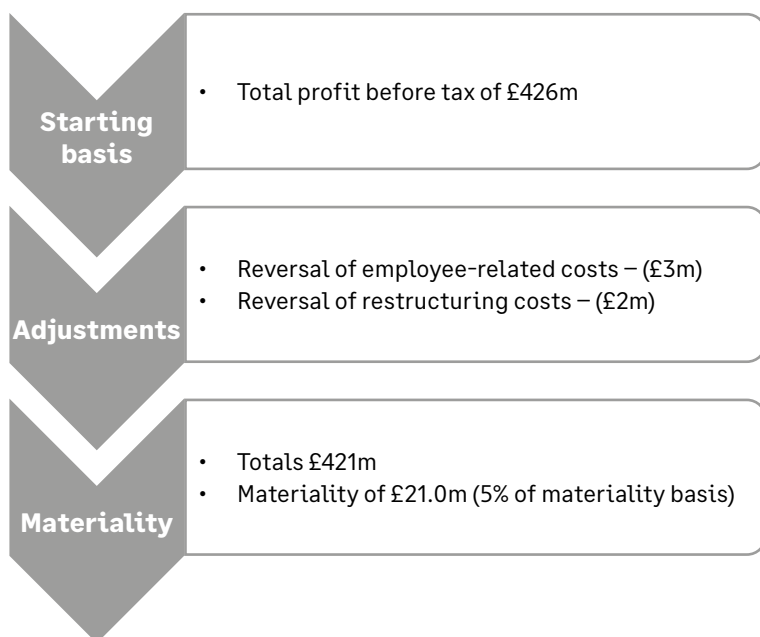 Starting
basis
• Total profit before tax of £426m
Adjustments
• Reversal of employee-related costs – (£3m)
• Reversal of restructuring costs – (£2m)
Materiality
• Totals £421m
• Materiality of £21.0m (5% of materiality basis)